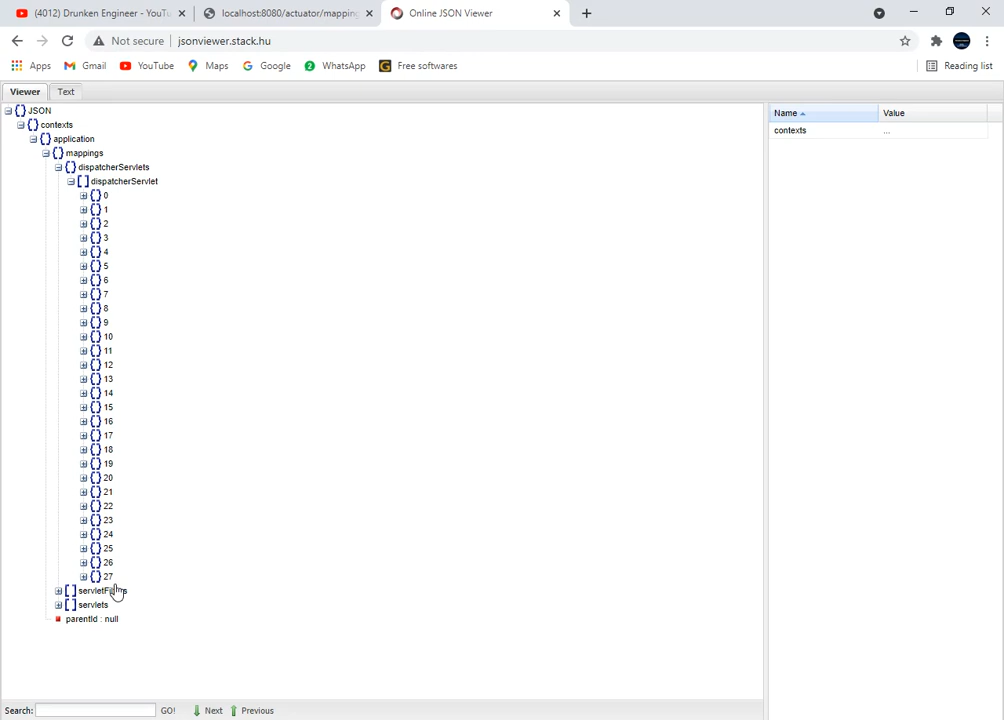 (4012) Drunken Engineer - YouTu
localhost:8080/actuator/mapping
Online JSON Viewer
Not secure | jsonviewer.stack.hu
Apps Gmail YouTube Maps Google 2 WhatsApp G Free softwares Reading list
Viewer Text
{} JSON
{} contexts
{} application
{} mappings
{} dispatcherServlets
[] dispatcherServlet
{} 0
{} 1
{} 2
{} 3
{} 4
{} 5
{} 6
{} 7
{} 8
{} 9
{} 10
{} 11
{} 12
{} 13
{} 14
{} 15
{} 16
{} 17
{} 18
{} 19
{} 20
{} 21
{} 22
{} 23
{} 24
{} 25
{} 26
{} 27
[] servletFilters
[] servlets
parentId : null
Name Value
contexts ...
Search: GO! Next Previous